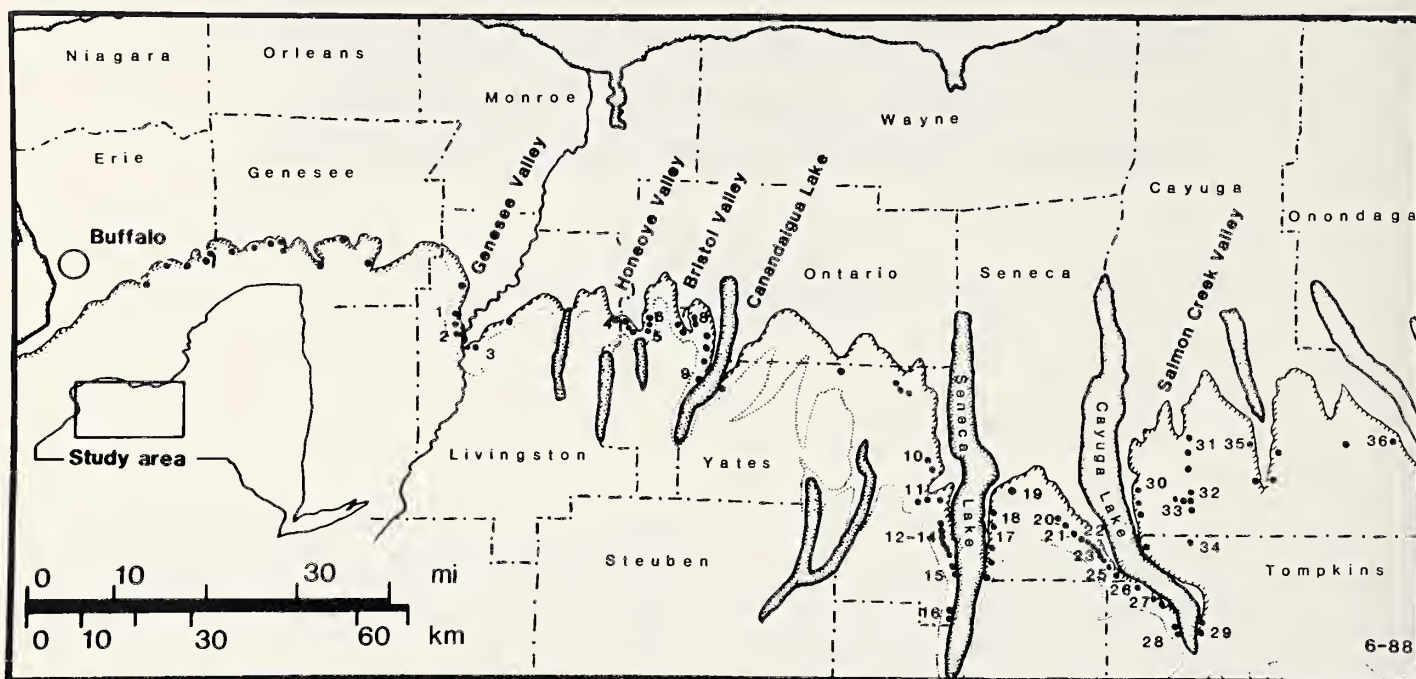 Niagara
Orleans
Monroe
Wayne
Erie
Genesee
Cayuga
Onondaga
Buffalo
Genesee Valley
Honeoye Valley
Bristol Valley
Canandaigua Lake
Ontario
Seneca
Salmon Creek Valley
1
2
3
4
5
6
7
8
9
Study area
Livingston
Yates
Seneca Lake
Cayuga Lake
10
11
12-14
15
16
17
18
19
20
21
22
23
25
26
27
28
29
30
31
32
33
34
35
36
Steuben
Tompkins
0 10 30 mi
0 10 30 60 km
6-88